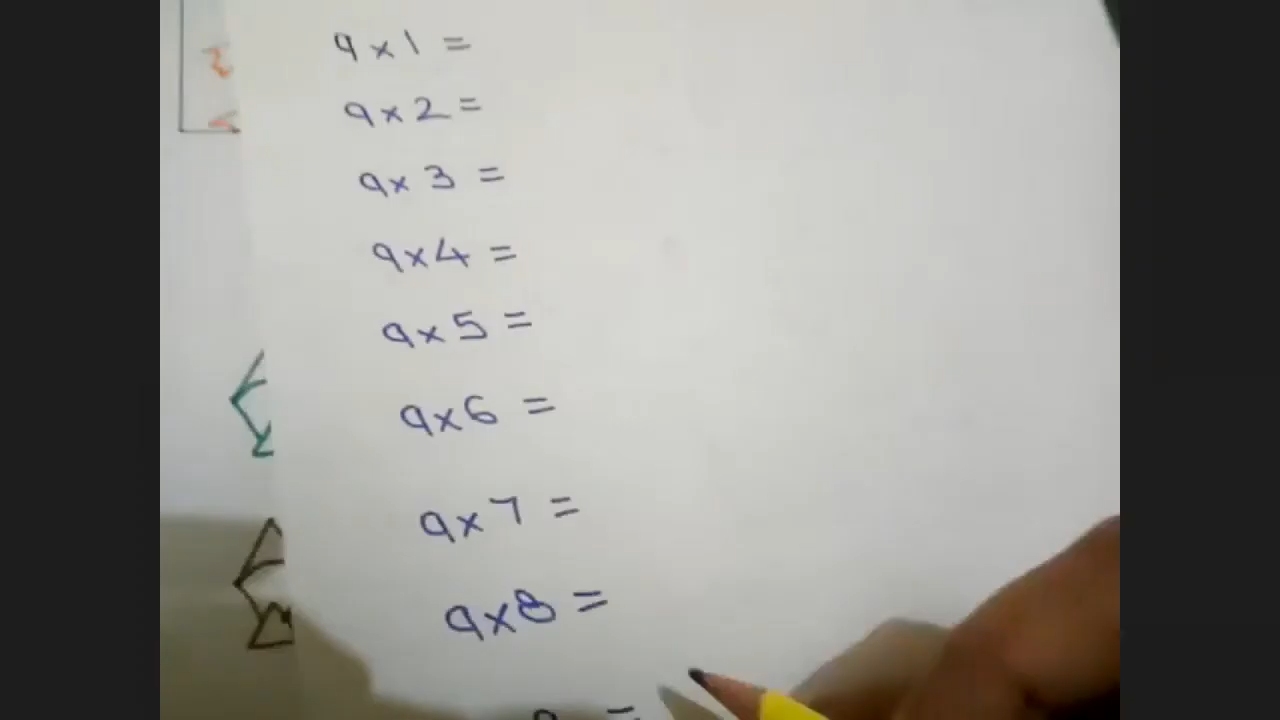 9 x 1 =
9 x 2 =
9 x 3 =
9 x 4 =
9 x 5 =
9 x 6 =
9 x 7 =
9 x 8 =